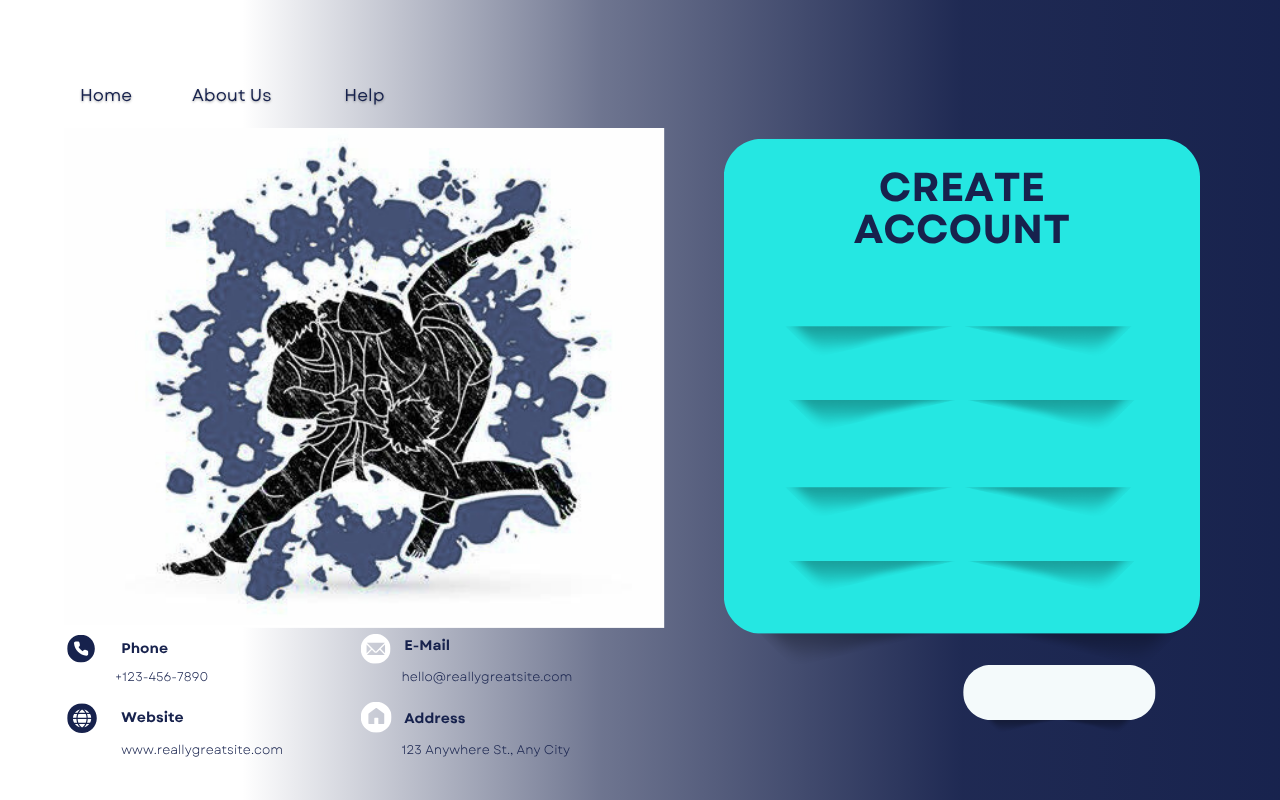 Home
About Us
Help
CREATE
ACCOUNT
Phone
+123-456-7890
E-Mail
hello@reallygreatsite.com
Website
www.reallygreatsite.com
Address
123 Anywhere St., Any City